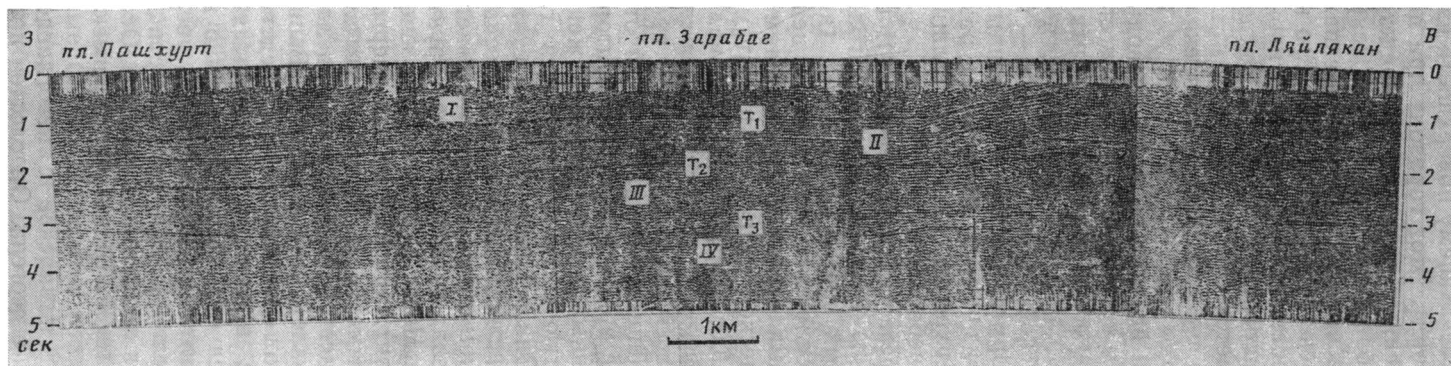 З пл. Пашхурт пл. Зарабаг пл. Ляйлякан В
0 0
I T₁
1 1
II
T₂
2 2
III
3 T₃ 3
IV
4 4
5 5
сек 1км